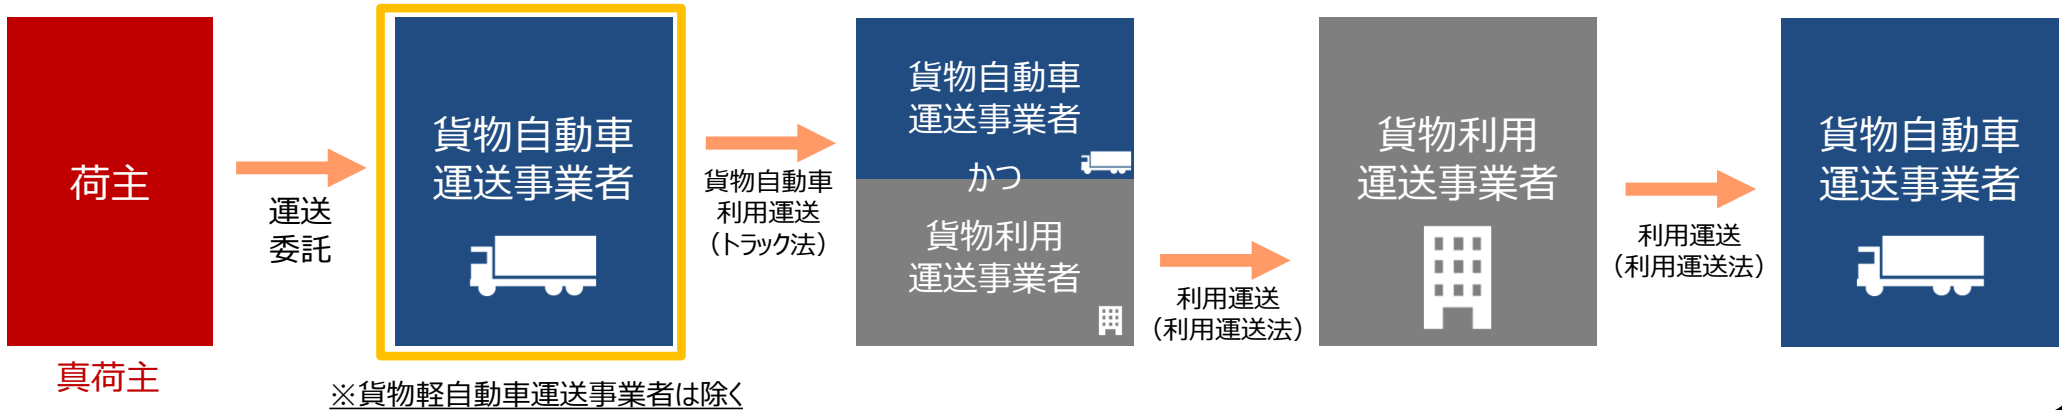 荷主
真荷主
運送
委託
貨物自動車
運送事業者
※貨物軽自動車運送事業者は除く
貨物自動車
利用運送
（トラック法）
貨物自動車
運送事業者
かつ
貨物利用
運送事業者
利用運送
（利用運送法）
貨物利用
運送事業者
利用運送
（利用運送法）
貨物自動車
運送事業者